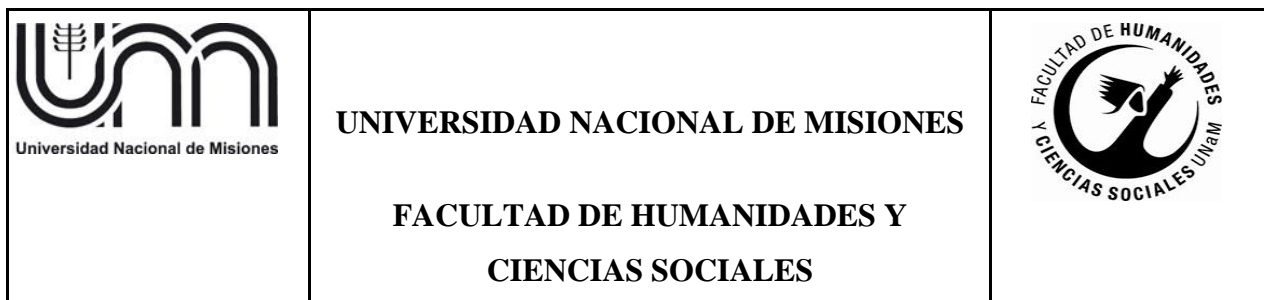 Universidad Nacional de Misiones
UNIVERSIDAD NACIONAL DE MISIONES
FACULTAD DE HUMANIDADES Y
CIENCIAS SOCIALES
FACULTAD DE HUMANIDADES
Y CIENCIAS SOCIALES UNaM